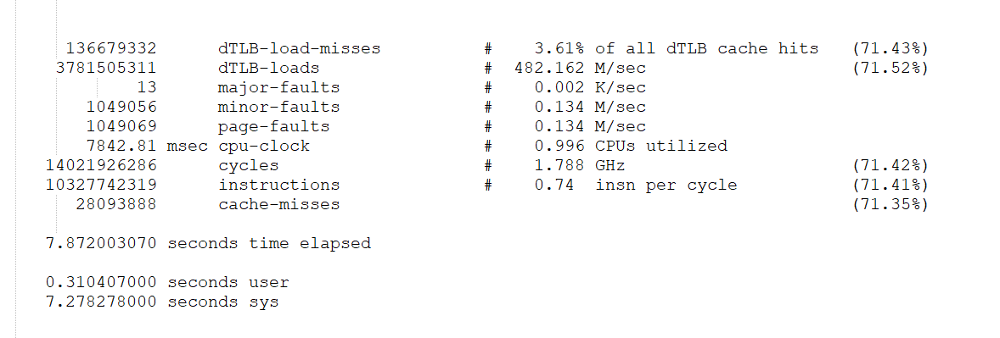 136679332 dTLB-load-misses # 3.61% of all dTLB cache hits (71.43%)
3781505311 dTLB-loads # 482.162 M/sec (71.52%)
13 major-faults # 0.002 K/sec
1049056 minor-faults # 0.134 M/sec
1049069 page-faults # 0.134 M/sec
7842.81 msec cpu-clock # 0.996 CPUs utilized
14021926286 cycles # 1.788 GHz (71.42%)
10327742319 instructions # 0.74 insn per cycle (71.41%)
28093888 cache-misses (71.35%)
7.872003070 seconds time elapsed
0.310407000 seconds user
7.278278000 seconds sys